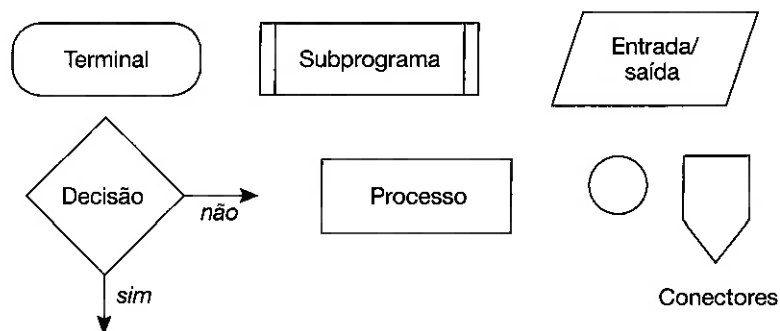 Terminal
Subprograma
Entrada/
saída
Decisão
não
sim
Processo
Conectores